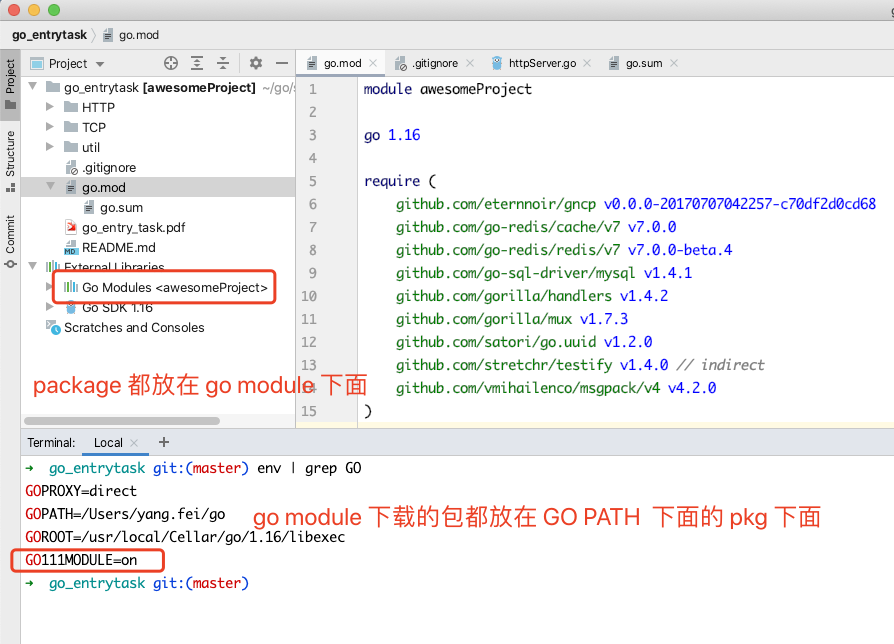 go_entrytask
go.mod
Project
go.mod
.gitignore
httpServer.go
go.sum
Project
Structure
Commit
go_entrytask [awesomeProject] ~/go/s
HTTP
TCP
util
.gitignore
go.mod
go.sum
go_entry_task.pdf
README.md
External Libraries
Go Modules <awesomeProject>
Go SDK 1.16
Scratches and Consoles
package 都放在 go module 下面
1 module awesomeProject
2
3 go 1.16
4
5 require (
6 github.com/eternnoir/gncp v0.0.0-20170707042257-c70df2d0cd68
7 github.com/go-redis/cache/v7 v7.0.0
8 github.com/go-redis/redis/v7 v7.0.0-beta.4
9 github.com/go-sql-driver/mysql v1.4.1
10 github.com/gorilla/handlers v1.4.2
11 github.com/gorilla/mux v1.7.3
12 github.com/satori/go.uuid v1.2.0
13 github.com/stretchr/testify v1.4.0 // indirect
14 github.com/vmihailenco/msgpack/v4 v4.2.0
15 )
Terminal: Local
→ go_entrytask git:(master) env | grep GO
GOPROXY=direct
GOPATH=/Users/yang.fei/go
go module 下载的包都放在 GO PATH 下面的 pkg 下面
GOROOT=/usr/local/Cellar/go/1.16/libexec
GO111MODULE=on
→ go_entrytask git:(master)